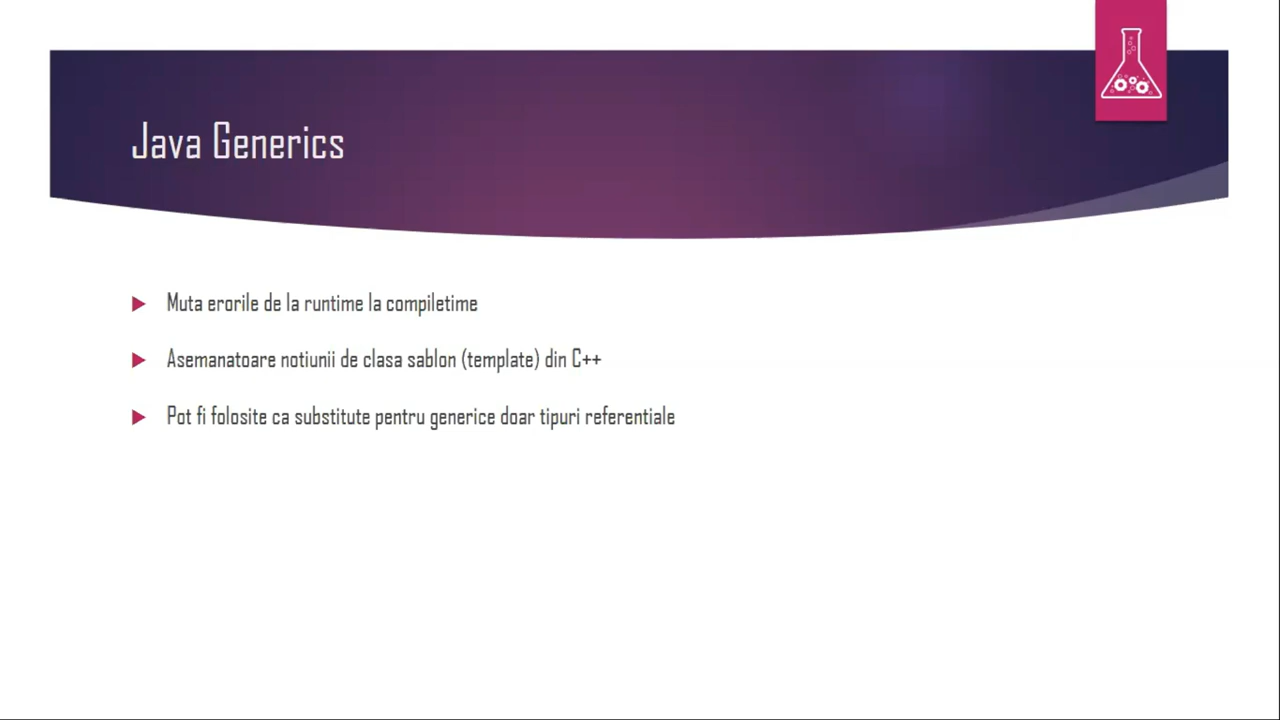 Java Generics
Muta erorile de la runtime la compiletime
Asemanatoare notiunii de clasa sablon (template) din C++
Pot fi folosite ca substitute pentru generice doar tipuri referentiale